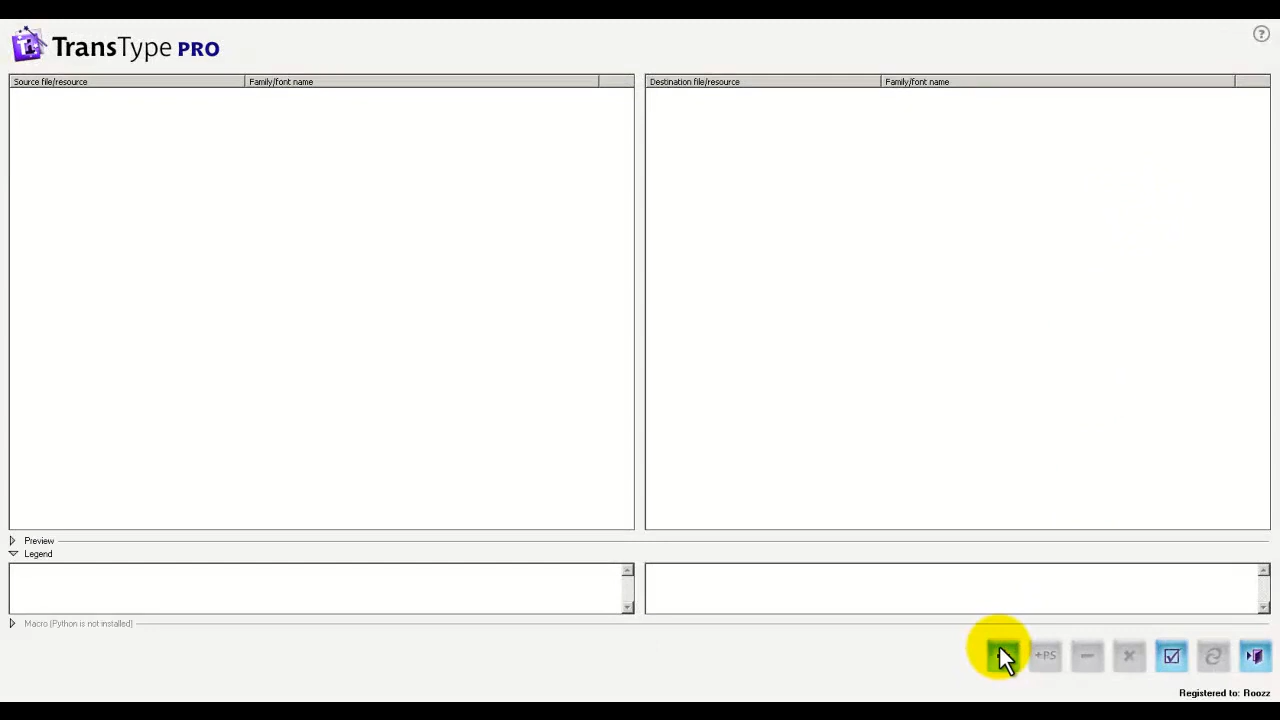 TransType PRO
?
Source file/resource Family/font name
Destination file/resource Family/font name
Preview
Legend
Macro (Python is not installed)
+PS
Registered to: Roozz